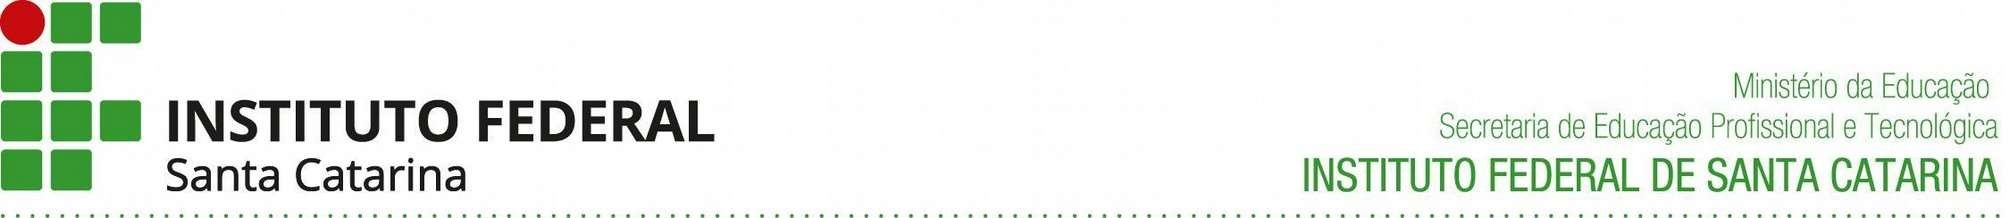 INSTITUTO FEDERAL
Santa Catarina
Ministério da Educação
Secretaria de Educação Profissional e Tecnológica
INSTITUTO FEDERAL DE SANTA CATARINA